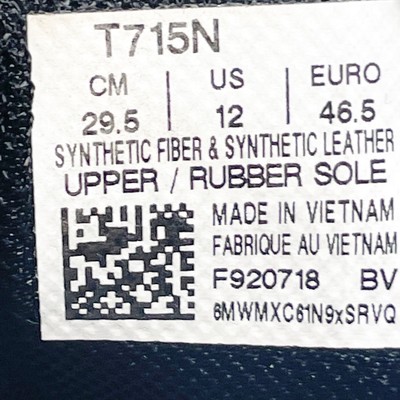 T715N
CM | US | EURO
29.5 | 12 | 46.5
SYNTHETIC FIBER & SYNTHETIC LEATHER
UPPER / RUBBER SOLE
MADE IN VIETNAM
FABRIQUE AU VIETNAM
F920718 BV
6MWMXC61N9xSRVQ